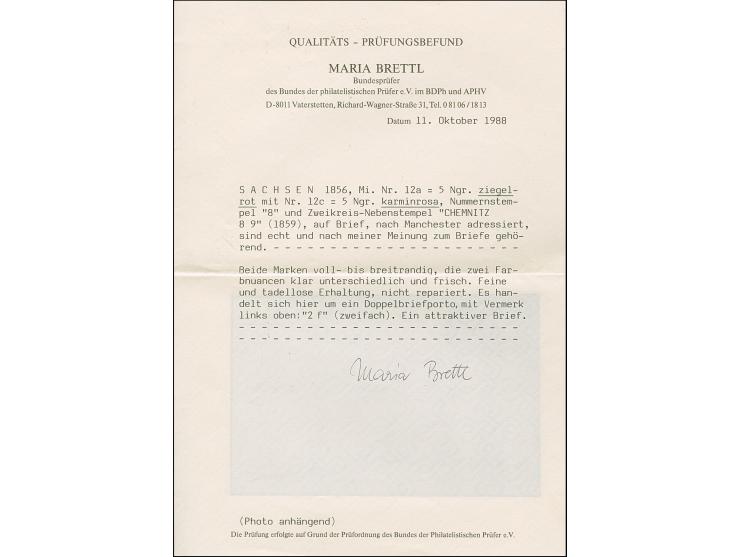 QUALITÄTS - PRÜFUNGSBEFUND
MARIA BRETTL
Bundesprüfer
des Bundes der philatelistischen Prüfer e.V. im BDPh und APHV
D-8011 Vaterstetten, Richard-Wagner-Straße 31, Tel. 0 81 06 / 18 13
Datum 11. Oktober 1988
S A C H S E N 1856, Mi. Nr. 12a = 5 Ngr. ziegel-
rot mit Nr. 12c = 5 Ngr. karminrosa, Nummernstem-
pel "8" und Zweikreis-Nebenstempel "CHEMNITZ
8 9" (1859), auf Brief, nach Manchester adressiert,
sind echt und nach meiner Meinung zum Briefe gehö-
rend. - - - - - - - - - - - - - - - - - - - - - - -
Beide Marken voll- bis breitrandig, die zwei Far-
bnuancen klar unterschiedlich und frisch. Feine
und tadellose Erhaltung, nicht repariert. Es han-
delt sich hier um ein Doppelbriefporto, mit Vermerk
links oben:"2 f" (zweifach). Ein attraktiver Brief.
- - - - - - - - - - - - - - - - - - - - - - - - - -
- - - - - - - - - - - - - - - - - - - - - - - - - -
Maria Brettl
(Photo anhängend)
Die Prüfung erfolgte auf Grund der Prüfordnung des Bundes der Philatelistischen Prüfer e.V.